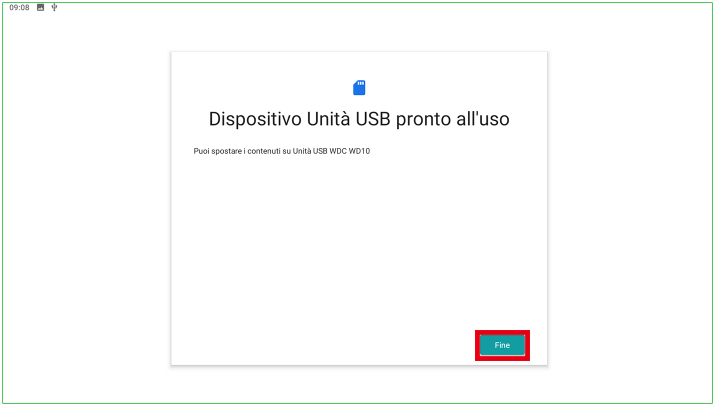 09:08
Dispositivo Unità USB pronto all'uso
Puoi spostare i contenuti su Unità USB WDC WD10
Fine